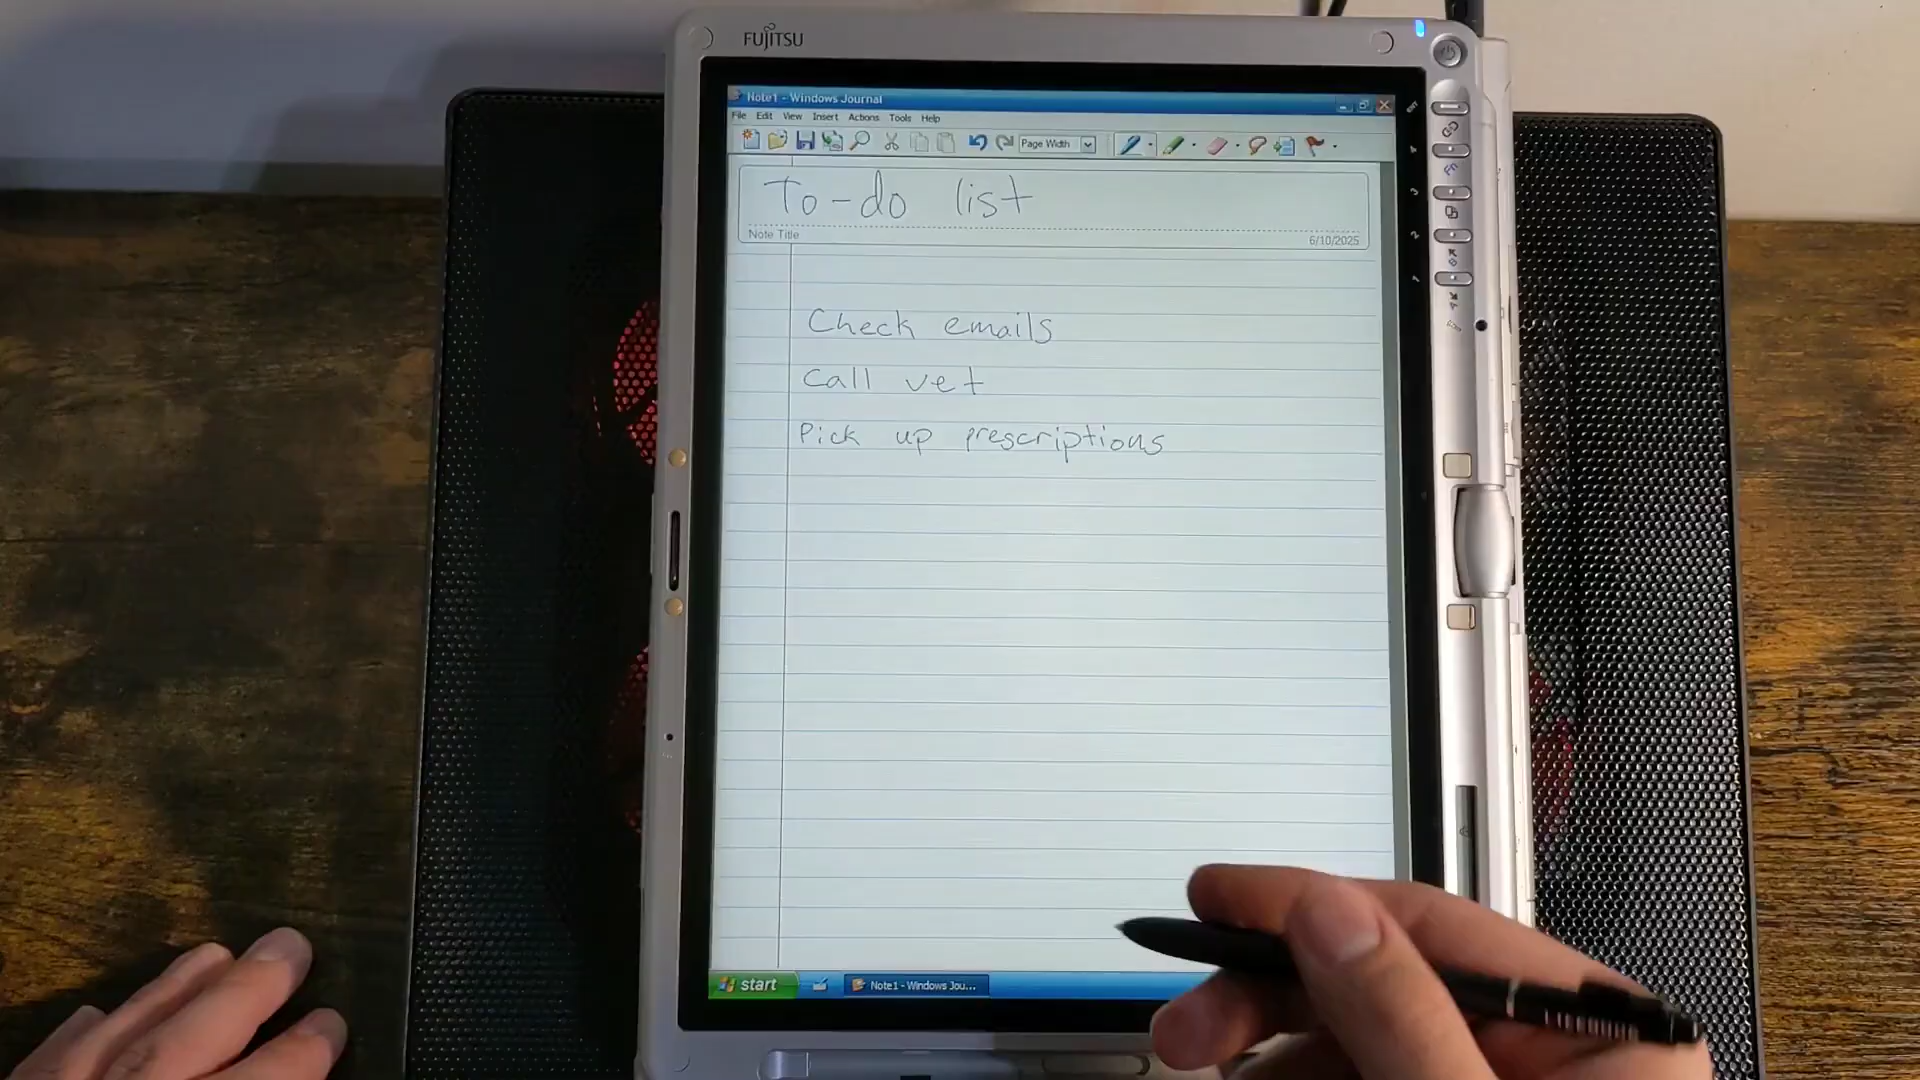 FUJITSU
Note1 - Windows Journal
File Edit View Insert Actions Tools Help
Page Width
To-do list
Note Title
6/10/2025
Check emails
Call vet
Pick up prescriptions
start
Note1 - Windows Jou...